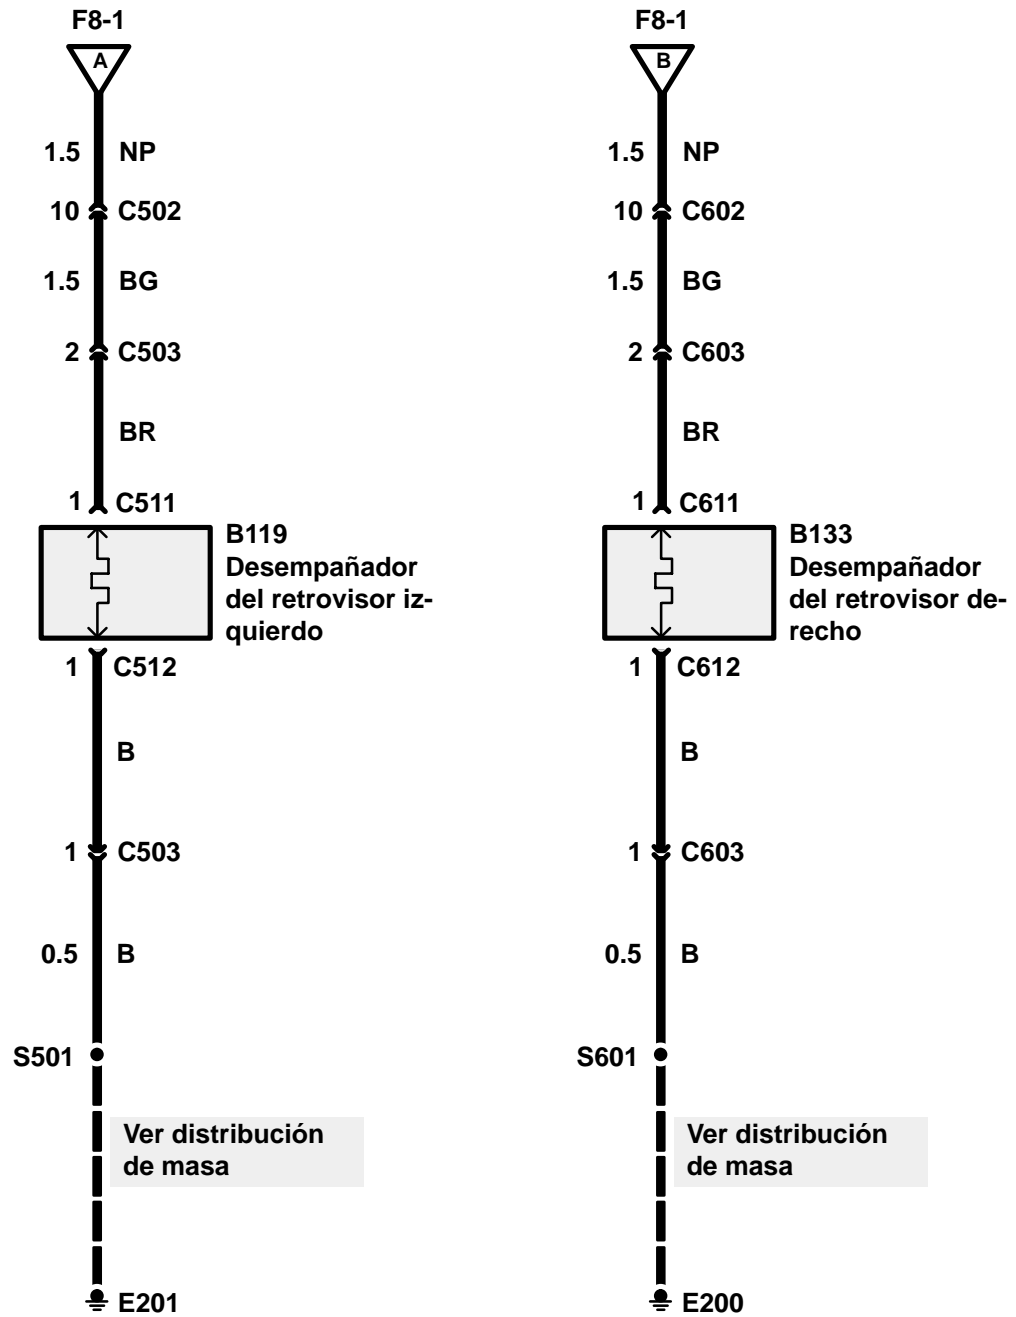 F8-1
A
1.5 NP
10 C502
1.5 BG
2 C503
BR
1 C511
B119
Desempañador
del retrovisor iz-
quierdo
1 C512
B
1 C503
0.5 B
S501
Ver distribución
de masa
E201
F8-1
B
1.5 NP
10 C602
1.5 BG
2 C603
BR
1 C611
B133
Desempañador
del retrovisor de-
recho
1 C612
B
1 C603
0.5 B
S601
Ver distribución
de masa
E200